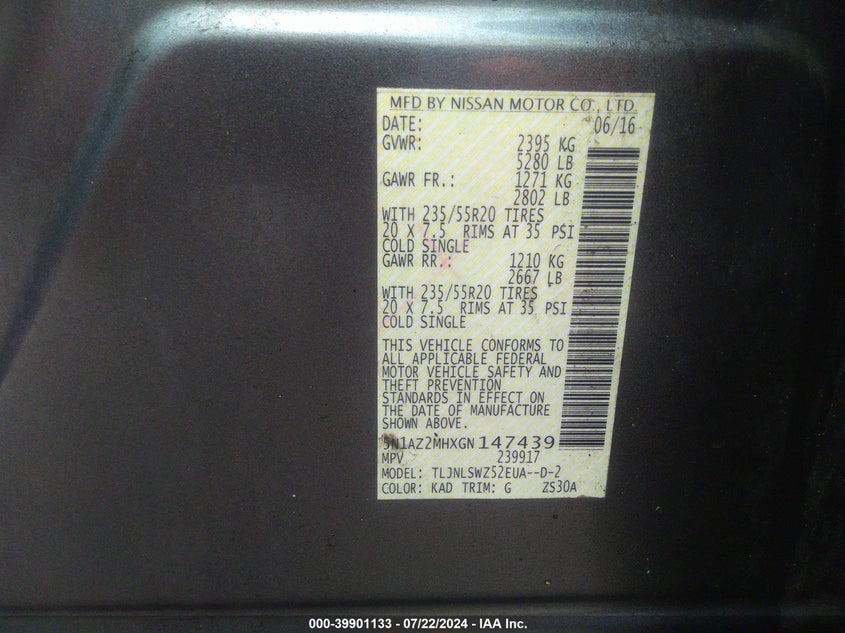 MFD BY NISSAN MOTOR CO., LTD.
DATE: 06/16
GVWR: 2395 KG
5280 LB
GAWR FR.: 1271 KG
2802 LB
WITH 235/55R20 TIRES
20 X 7.5 RIMS AT 35 PSI
COLD SINGLE
GAWR RR.: 1210 KG
2667 LB
WITH 235/55R20 TIRES
20 X 7.5 RIMS AT 35 PSI
COLD SINGLE
THIS VEHICLE CONFORMS TO
ALL APPLICABLE FEDERAL
MOTOR VEHICLE SAFETY AND
THEFT PREVENTION
STANDARDS IN EFFECT ON
THE DATE OF MANUFACTURE
SHOWN ABOVE.
5N1AZ2MHXGN147439
MPV 239917
MODEL: TLJNLSWZ52EUA--D-2
COLOR: KAD TRIM: G ZS30A
000-39901133 - 07/22/2024 - IAA Inc.